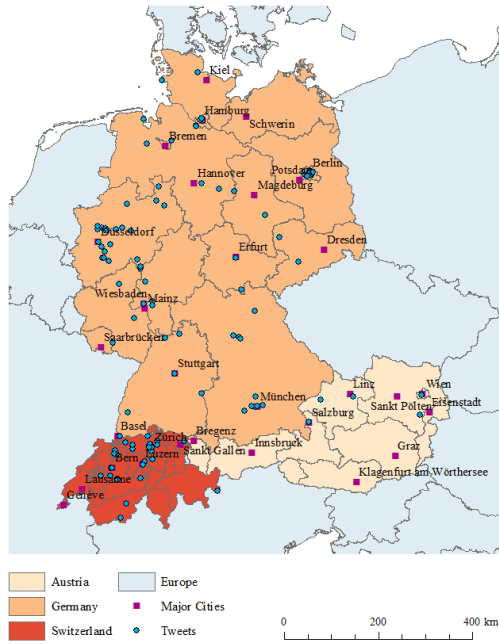 Kiel
Hamburg
Schwerin
Bremen
Berlin
Potsdam
Hannover
Magdeburg
Düsseldorf
Dresden
Erfurt
Wiesbaden
Mainz
Saarbrücken
Stuttgart
München
Linz
Wien
Sankt Pölten
Eisenstadt
Salzburg
Basel
Bregenz
Zürich
Sankt Gallen
Innsbruck
Graz
Luzern
Bern
Lausanne
Klagenfurt am Wörthersee
Genève
Austria
Europe
Germany
Major Cities
Switzerland
Tweets
0 200 400 km